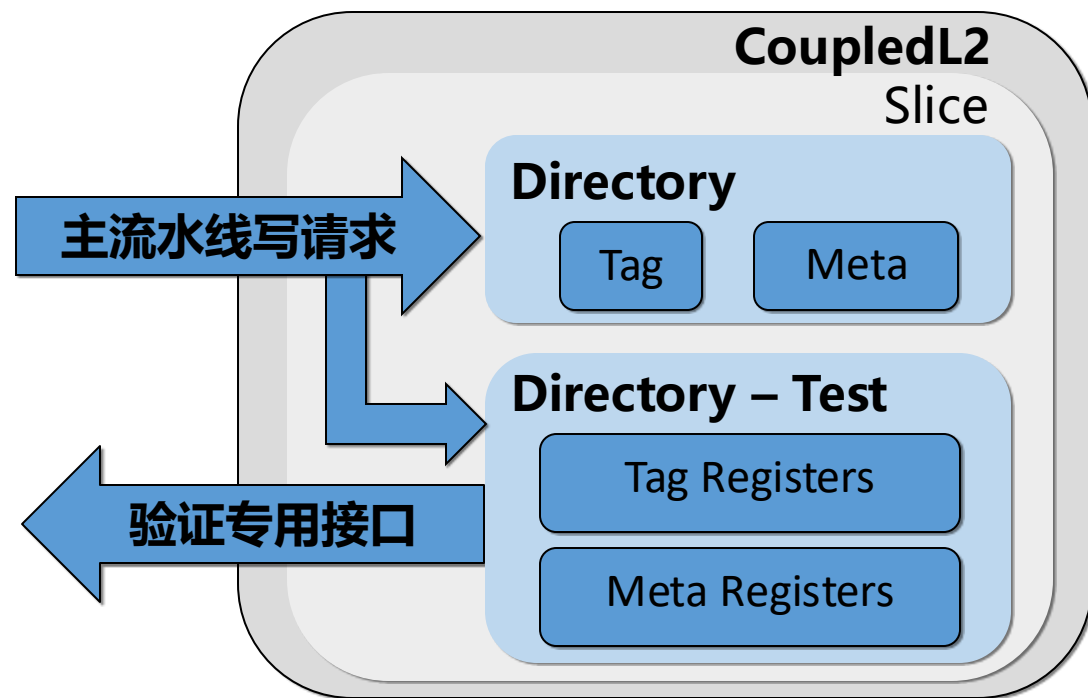 CoupledL2
Slice
Directory
主流水线写请求
Tag
Meta
Directory – Test
Tag Registers
验证专用接口
Meta Registers